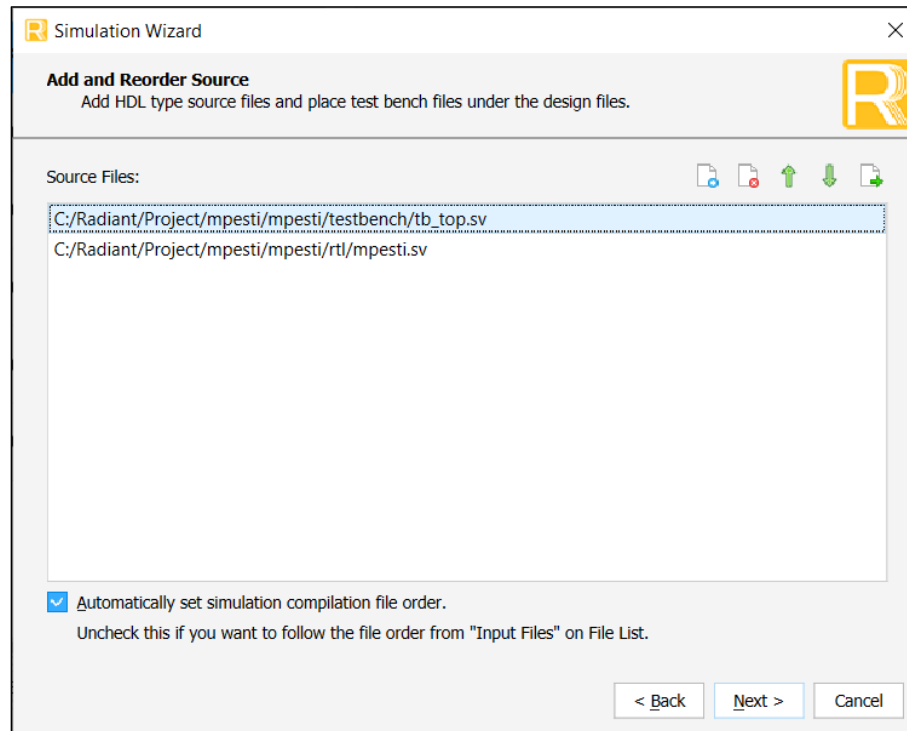 Simulation Wizard
Add and Reorder Source
Add HDL type source files and place test bench files under the design files.
Source Files:
C:/Radiant/Project/mpesti/mpesti/testbench/tb_top.sv
C:/Radiant/Project/mpesti/mpesti/rtl/mpesti.sv
Automatically set simulation compilation file order.
Uncheck this if you want to follow the file order from "Input Files" on File List.
< Back Next > Cancel